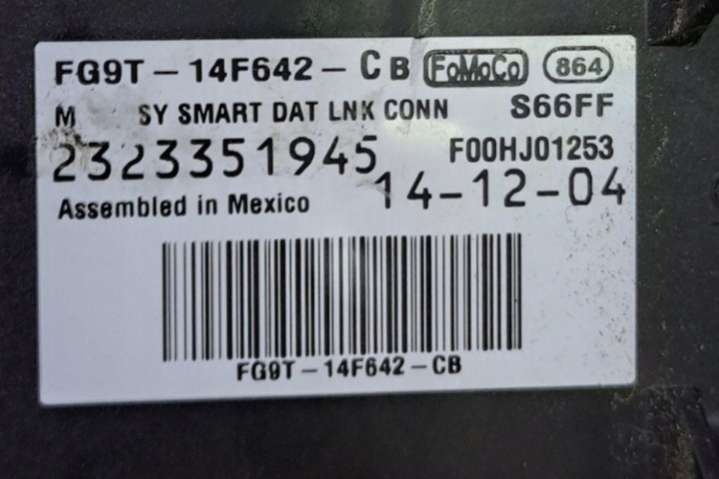 FG9T-14F642-CB FoMoCo 864
M SY SMART DAT LNK CONN S66FF
2323351945 F00HJ01253
Assembled in Mexico 14-12-04
FG9T-14F642-CB